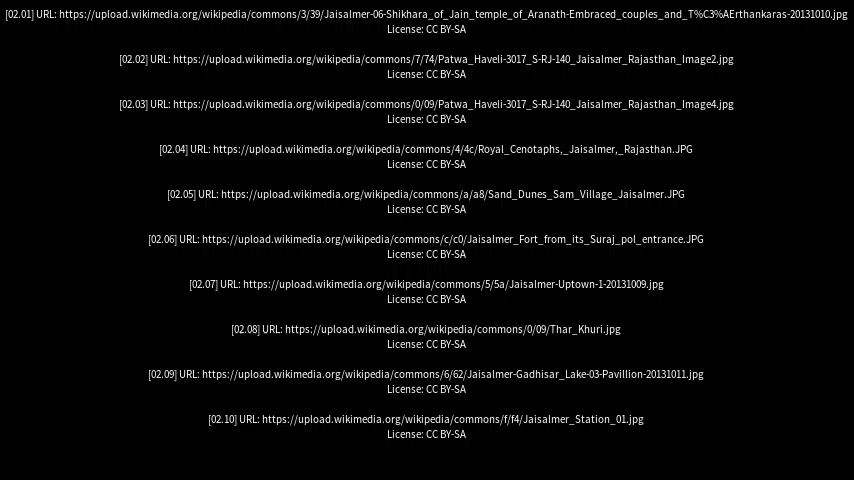 [02.01] URL: https://upload.wikimedia.org/wikipedia/commons/3/39/Jaisalmer-06-Shikhara_of_Jain_temple_of_Aranath-Embraced_couples_and_T%C3%AErthankaras-20131010.jpg
License: CC BY-SA
[02.02] URL: https://upload.wikimedia.org/wikipedia/commons/7/74/Patwa_Haveli-3017_S-RJ-140_Jaisalmer_Rajasthan_Image2.jpg
License: CC BY-SA
[02.03] URL: https://upload.wikimedia.org/wikipedia/commons/0/09/Patwa_Haveli-3017_S-RJ-140_Jaisalmer_Rajasthan_Image4.jpg
License: CC BY-SA
[02.04] URL: https://upload.wikimedia.org/wikipedia/commons/4/4c/Royal_Cenotaphs,_Jaisalmer,_Rajasthan.JPG
License: CC BY-SA
[02.05] URL: https://upload.wikimedia.org/wikipedia/commons/a/a8/Sand_Dunes_Sam_Village_Jaisalmer.JPG
License: CC BY-SA
[02.06] URL: https://upload.wikimedia.org/wikipedia/commons/c/c0/Jaisalmer_Fort_from_its_Suraj_pol_entrance.JPG
License: CC BY-SA
[02.07] URL: https://upload.wikimedia.org/wikipedia/commons/5/5a/Jaisalmer-Uptown-1-20131009.jpg
License: CC BY-SA
[02.08] URL: https://upload.wikimedia.org/wikipedia/commons/0/09/Thar_Khuri.jpg
License: CC BY-SA
[02.09] URL: https://upload.wikimedia.org/wikipedia/commons/6/62/Jaisalmer-Gadhisar_Lake-03-Pavillion-20131011.jpg
License: CC BY-SA
[02.10] URL: https://upload.wikimedia.org/wikipedia/commons/f/f4/Jaisalmer_Station_01.jpg
License: CC BY-SA